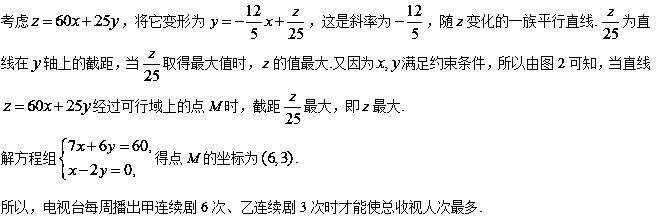 考虑 z=60x+25y，将它变形为 y=-\frac{12}{5}x+\frac{z}{25}，这是斜率为 -\frac{12}{5}，随 z 变化的一族平行直线. \frac{z}{25} 为直
线在 y 轴上的截距，当 \frac{z}{25} 取得最大值时，z 的值最大.又因为 x, y 满足约束条件，所以由图 2 可知，当直线
z=60x+25y 经过可行域上的点 M 时，截距 \frac{z}{25} 最大，即 z 最大.
解方程组 \begin{cases} 7x+6y=60, \\ x-2y=0, \end{cases} 得点 M 的坐标为 (6,3).
所以，电视台每周播出甲连续剧 6 次、乙连续剧 3 次时才能使总收视人次最多.